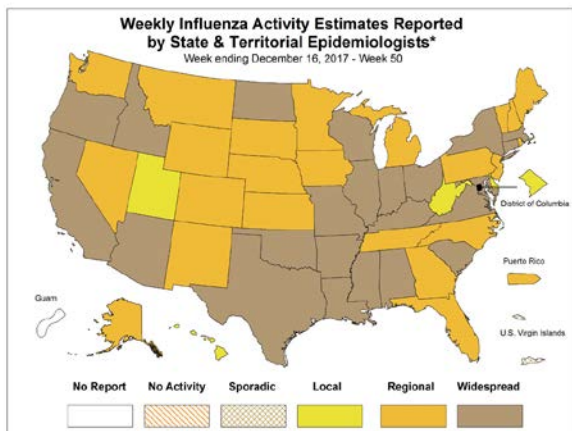 Weekly Influenza Activity Estimates Reported
by State & Territorial Epidemiologists*
Week ending December 16, 2017 - Week 50
District of Columbia
Puerto Rico
Guam
U.S. Virgin Islands
No Report No Activity Sporadic Local Regional Widespread